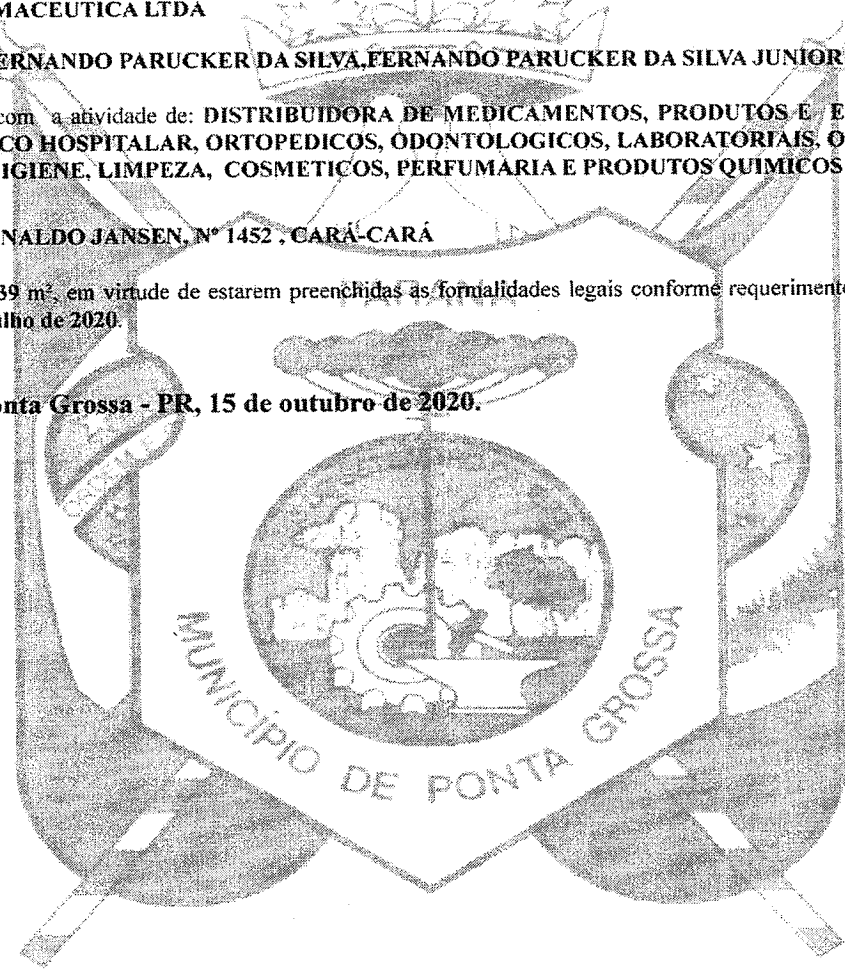 MACEUTICA LTDA
ERNANDO PARUCKER DA SILVA,FERNANDO PARUCKER DA SILVA JUNIOR
com a atividade de: DISTRIBUIDORA DE MEDICAMENTOS, PRODUTOS E E
CO HOSPITALAR, ORTOPEDICOS, ODONTOLOGICOS, LABORATORIAIS, O
IGIENE, LIMPEZA, COSMETICOS, PERFUMARIA E PRODUTOS QUIMICOS
NALDO JANSEN, Nº 1452 , CARÁ-CARÁ
39 m², em virtude de estarem preenchidas as formalidades legais conforme requeriment
ulho de 2020.
PARANÁ
onta Grossa - PR, 15 de outubro de 2020.
MUNICÍPIO DE PONTA GROSSA